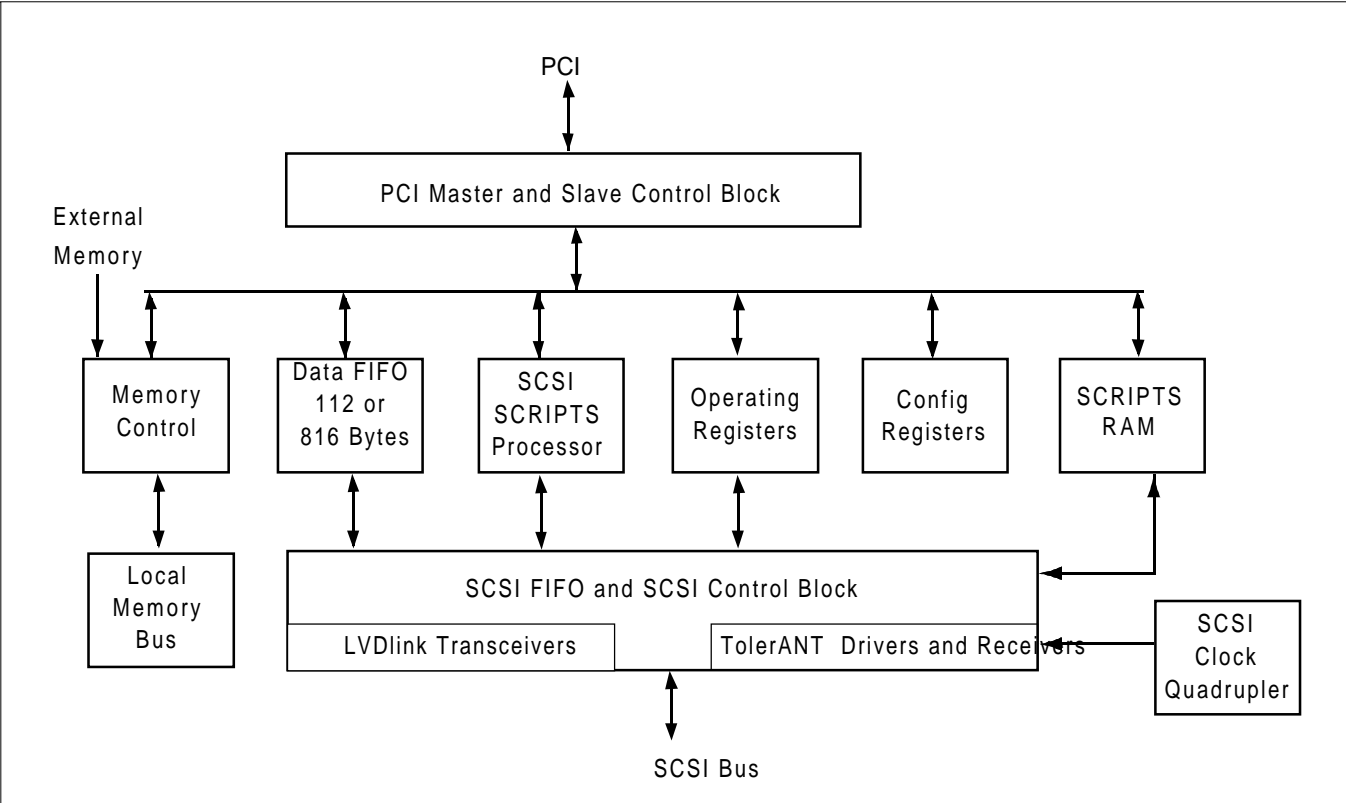 PCI
PCI Master and Slave Control Block
External
Memory
Memory
Control
Data FIFO
112 or
816 Bytes
SCSI
SCRIPTS
Processor
Operating
Registers
Config
Registers
SCRIPTS
RAM
Local
Memory
Bus
SCSI FIFO and SCSI Control Block
LVDlink Transceivers
TolerANT Drivers and Receivers
SCSI
Clock
Quadrupler
SCSI Bus